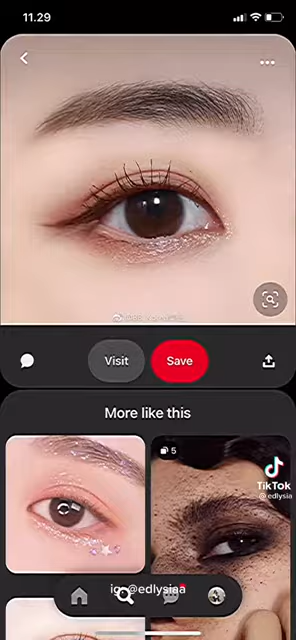 11.29
Visit
Save
More like this
5
TikTok
@edlysia
ig: @edlysiaa